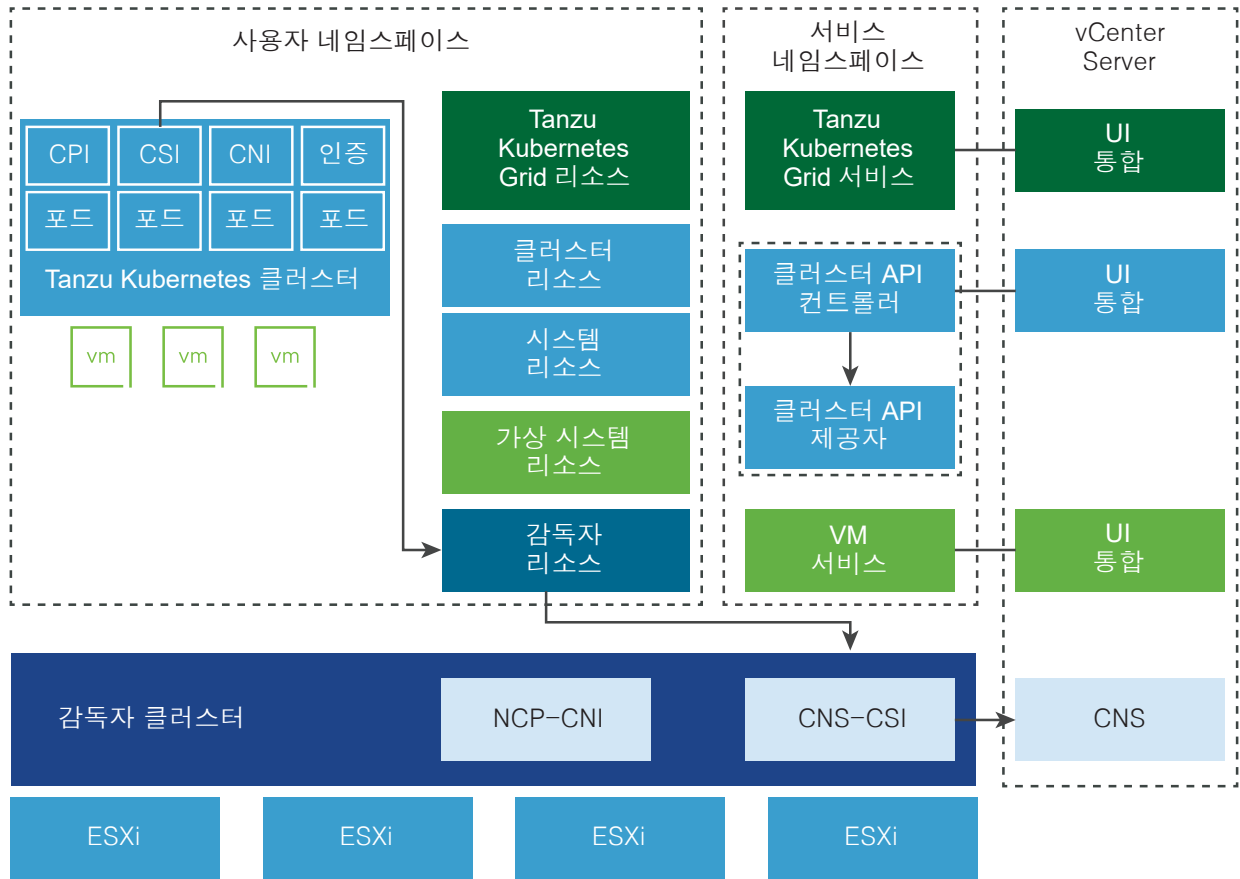 사용자 네임스페이스
CPI
CSI
CNI
인증
포드
포드
포드
포드
Tanzu Kubernetes 클러스터
vm
vm
vm
Tanzu
Kubernetes
Grid 리소스
클러스터
리소스
시스템
리소스
가상 시스템
리소스
감독자
리소스
서비스
네임스페이스
Tanzu
Kubernetes
Grid 서비스
클러스터 API
컨트롤러
클러스터 API
제공자
VM
서비스
vCenter
Server
UI
통합
UI
통합
UI
통합
감독자 클러스터
NCP-CNI
CNS-CSI
CNS
ESXi
ESXi
ESXi
ESXi